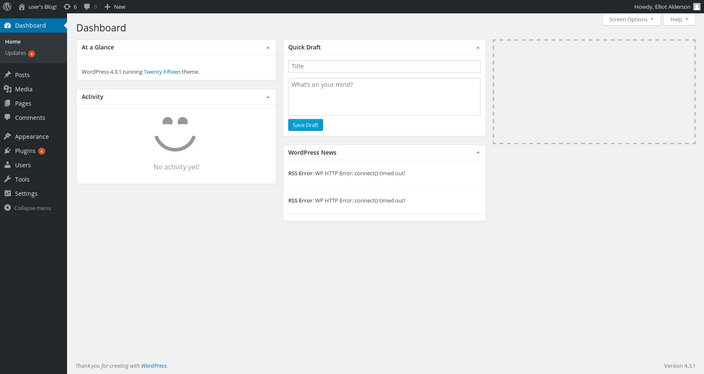 user's Blog!
6
0
New
Howdy, Elliot Alderson
Dashboard
Home
Updates
Posts
Media
Pages
Comments
Appearance
Plugins
Users
Tools
Settings
Collapse menu
Dashboard
Screen Options
Help
At a Glance
WordPress 4.3.1 running Twenty Fifteen theme.
Activity
No activity yet!
Quick Draft
Title
What's on your mind?
Save Draft
WordPress News
RSS Error: WP HTTP Error: connect() timed out!
RSS Error: WP HTTP Error: connect() timed out!
Thank you for creating with WordPress.
Version 4.3.1